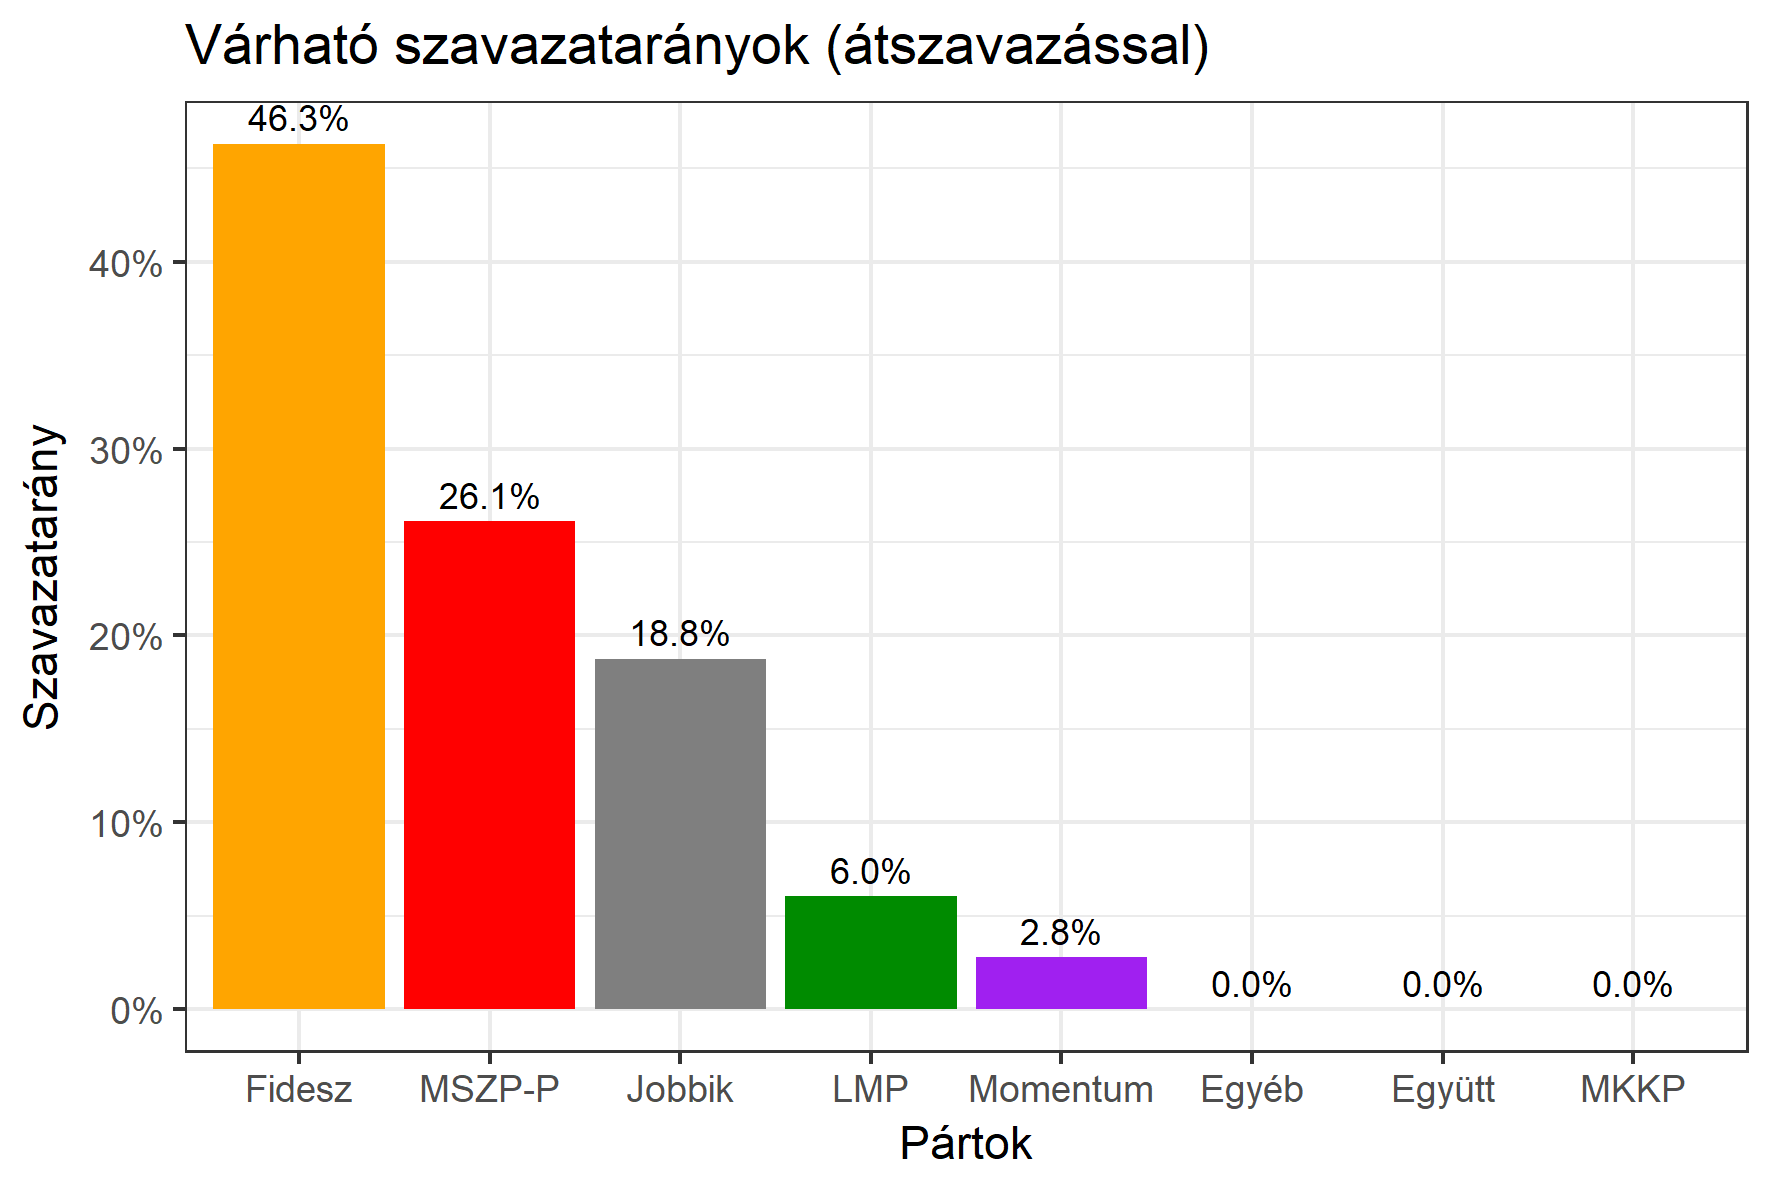 Várható szavazatarányok (átszavazással)
Szavazatarány
40%
30%
20%
10%
0%
46.3%
26.1%
18.8%
6.0%
2.8%
0.0%
0.0%
0.0%
Fidesz
MSZP-P
Jobbik
LMP
Momentum
Egyéb
Együtt
MKKP
Pártok